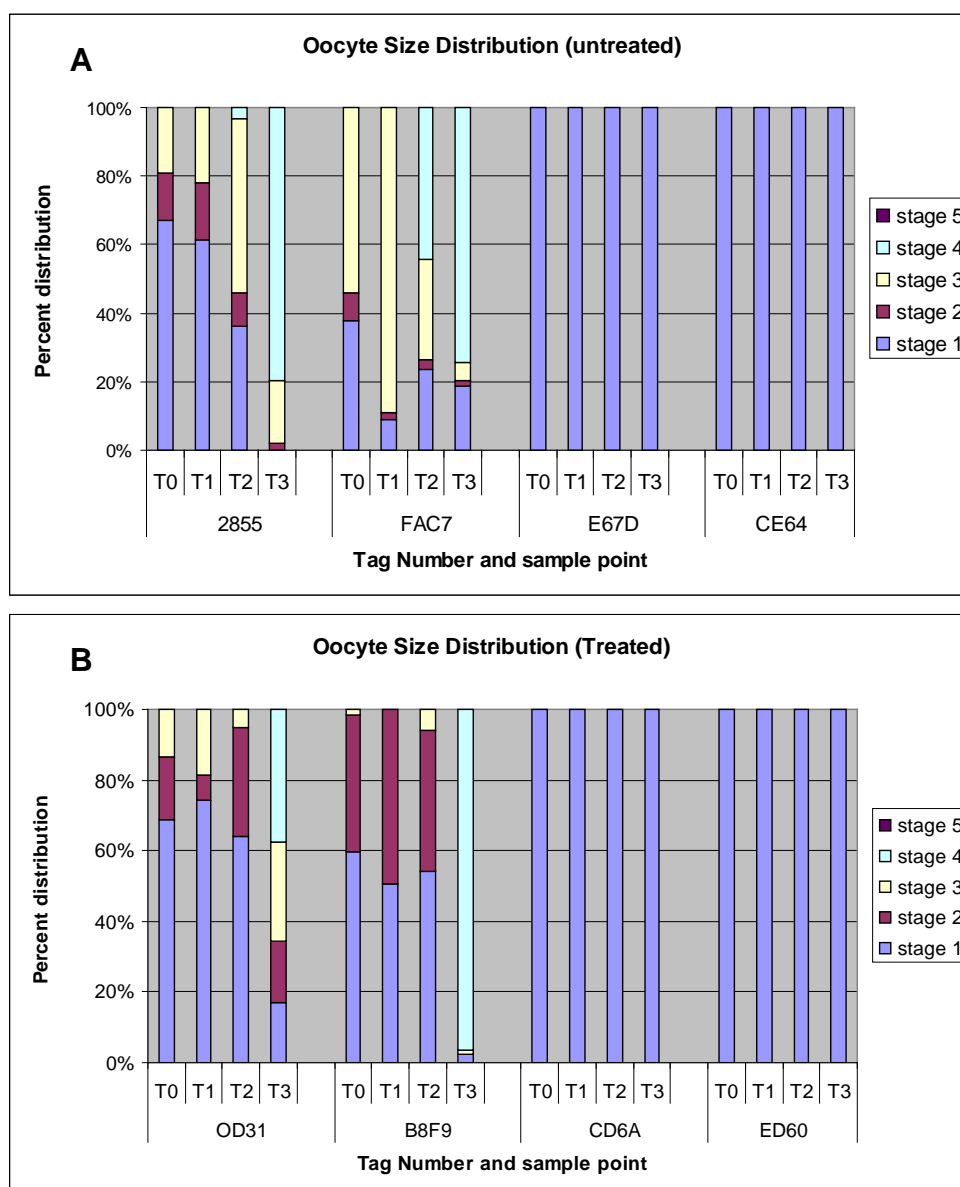 A
Oocyte Size Distribution (untreated)
100%
80%
60%
40%
20%
0%
Percent distribution
T0 T1 T2 T3 T0 T1 T2 T3 T0 T1 T2 T3 T0 T1 T2 T3
2855 FAC7 E67D CE64
Tag Number and sample point
stage 5
stage 4
stage 3
stage 2
stage 1
B
Oocyte Size Distribution (Treated)
100%
80%
60%
40%
20%
0%
Percent distribution
T0 T1 T2 T3 T0 T1 T2 T3 T0 T1 T2 T3 T0 T1 T2 T3
OD31 B8F9 CD6A ED60
Tag Number and sample point
stage 5
stage 4
stage 3
stage 2
stage 1